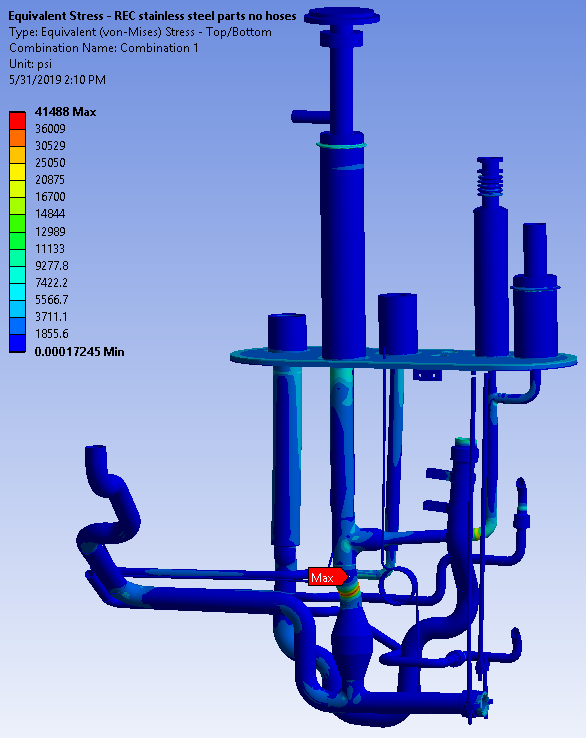 Equivalent Stress - REC stainless steel parts no hoses
Type: Equivalent (von-Mises) Stress - Top/Bottom
Combination Name: Combination 1
Unit: psi
5/31/2019 2:10 PM
41488 Max
36009
30529
25050
20875
16700
14844
12989
11133
9277.8
7422.2
5566.7
3711.1
1855.6
0.00017245 Min
Max